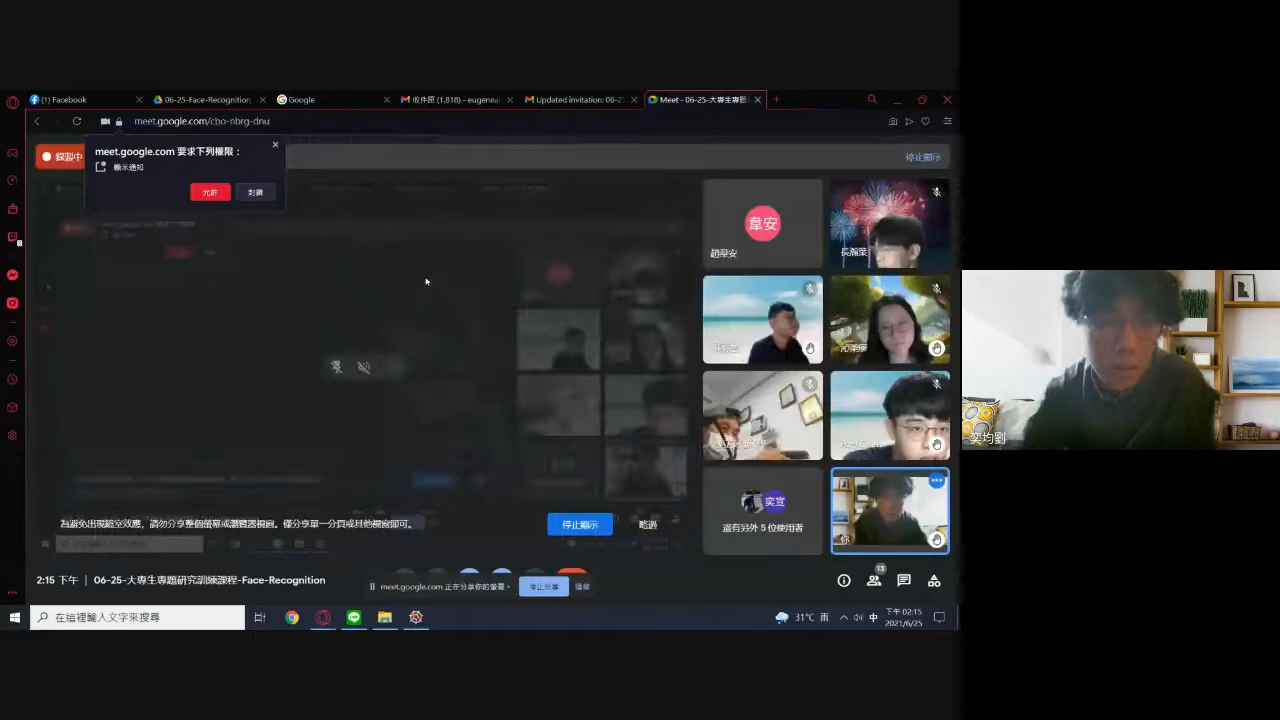 (1) Facebook
06-25-Face-Recognition
Google
收件匣 (1,818) - eugenea
Updated invitation: 06-2
Meet - 06-25-大專生專題
meet.google.com/cbo-nbrg-dnu
meet.google.com 要求下列權限：
顯示通知
允許
封鎖
錄製中
停止顯示
韋安
趙韋安
長瀚葉
還有另外 5 位使用者
奕宣
你
為避免出現鏡室效應，請勿分享整個螢幕或瀏覽器視窗。僅分享單一分頁或其他視窗即可。
停止顯示
略過
2:15 下午 | 06-25-大專生專題研究訓練課程-Face-Recognition
meet.google.com 正在分享你的螢幕。
停止分享
隱藏
13
在這裡輸入文字來搜尋
31°C 雨
中
下午 02:15
2021/6/25
奕均劉